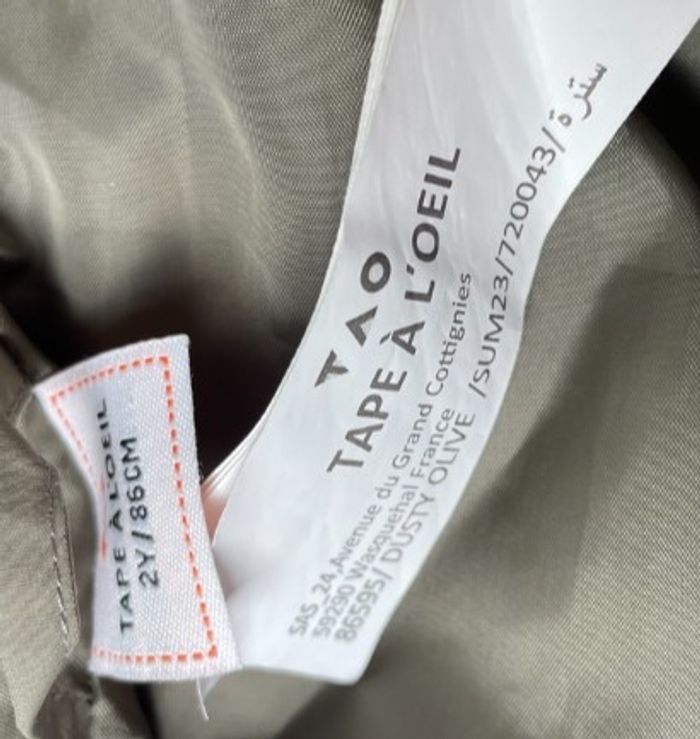 TAO
TAPE À L'OEIL
SAS 24 Avenue du Grand Cottignies
59290 Wasquehal France
86595/DUSTY OLIVE /SUM23/720043/سترة
TAPE À L'OEIL
2Y/86CM